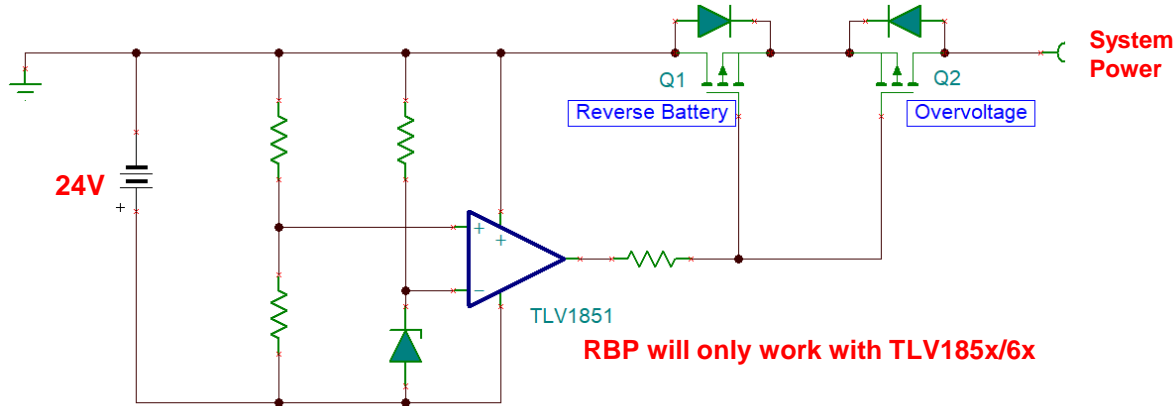 System
Power
Q1
Q2
Reverse Battery
Overvoltage
24V
+
+
+
−
TLV1851
RBP will only work with TLV185x/6x